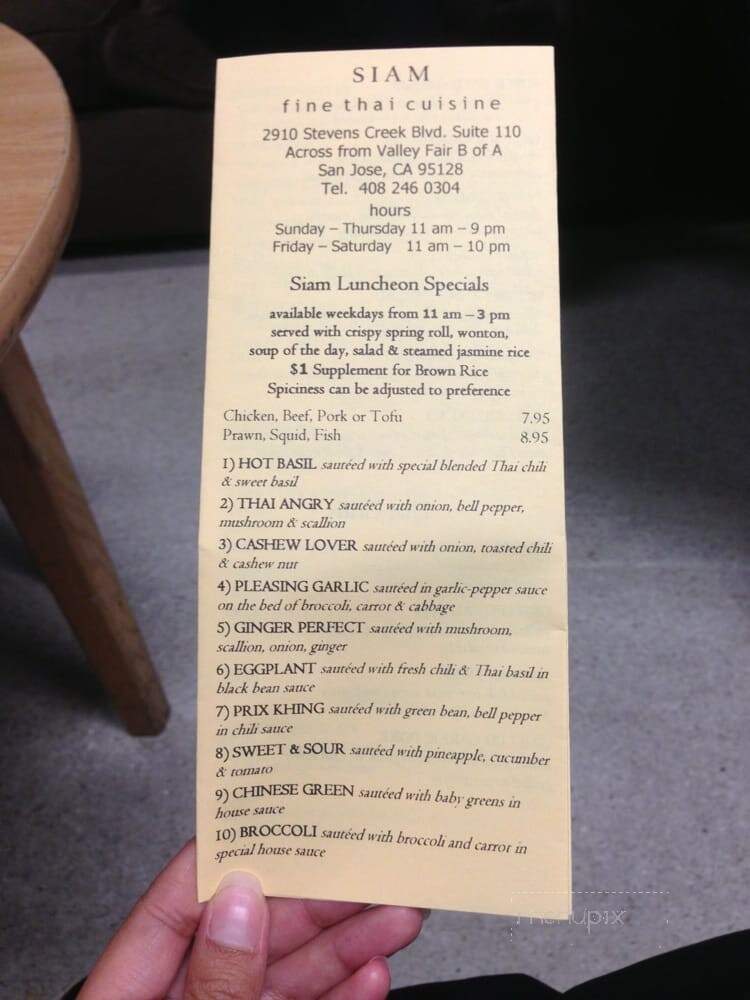 SIAM
fine thai cuisine
2910 Stevens Creek Blvd. Suite 110
Across from Valley Fair B of A
San Jose, CA 95128
Tel. 408 246 0304
hours
Sunday – Thursday 11 am – 9 pm
Friday – Saturday 11 am – 10 pm
Siam Luncheon Specials
available weekdays from 11 am – 3 pm
served with crispy spring roll, wonton,
soup of the day, salad & steamed jasmine rice
$1 Supplement for Brown Rice
Spiciness can be adjusted to preference
Chicken, Beef, Pork or Tofu 7.95
Prawn, Squid, Fish 8.95
1) HOT BASIL sautéed with special blended Thai chili
& sweet basil
2) THAI ANGRY sautéed with onion, bell pepper,
mushroom & scallion
3) CASHEW LOVER sautéed with onion, toasted chili
& cashew nut
4) PLEASING GARLIC sautéed in garlic-pepper sauce
on the bed of broccoli, carrot & cabbage
5) GINGER PERFECT sautéed with mushroom,
scallion, onion, ginger
6) EGGPLANT sautéed with fresh chili & Thai basil in
black bean sauce
7) PRIX KHING sautéed with green bean, bell pepper
in chili sauce
8) SWEET & SOUR sautéed with pineapple, cucumber
& tomato
9) CHINESE GREEN sautéed with baby greens in
house sauce
10) BROCCOLI sautéed with broccoli and carrot in
special house sauce
menupix